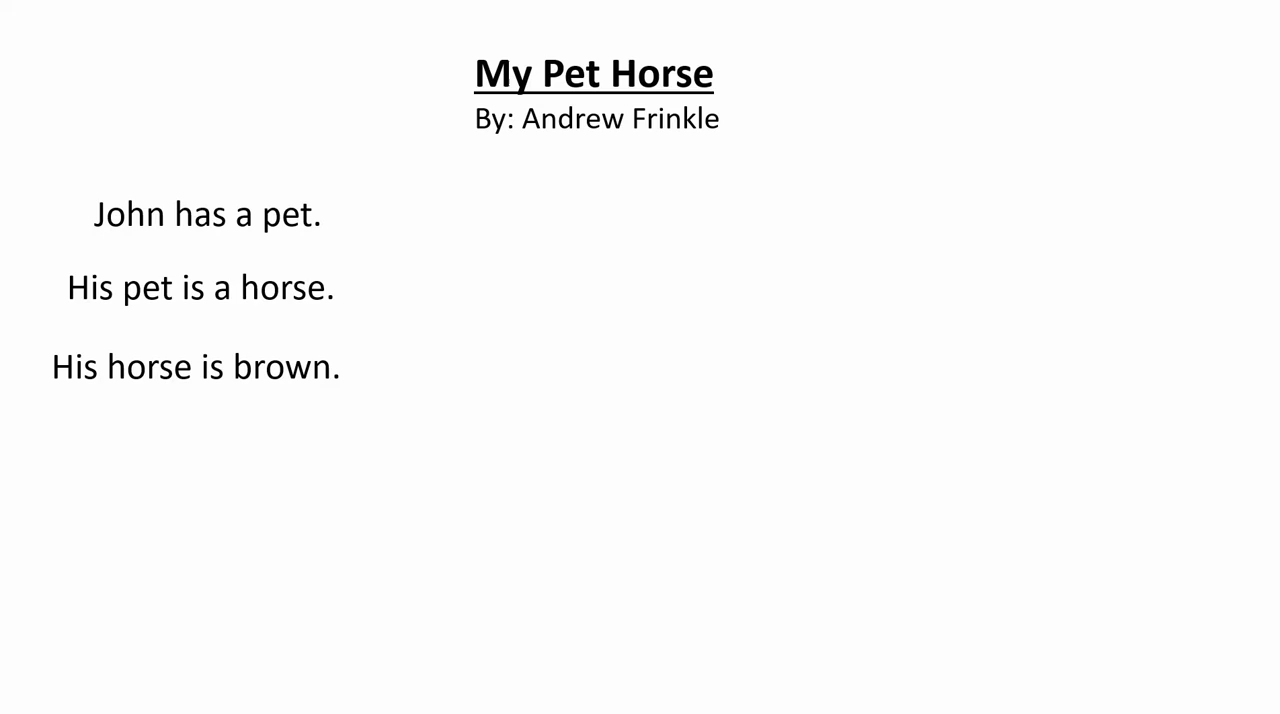 My Pet Horse
By: Andrew Frinkle
John has a pet.
His pet is a horse.
His horse is brown.